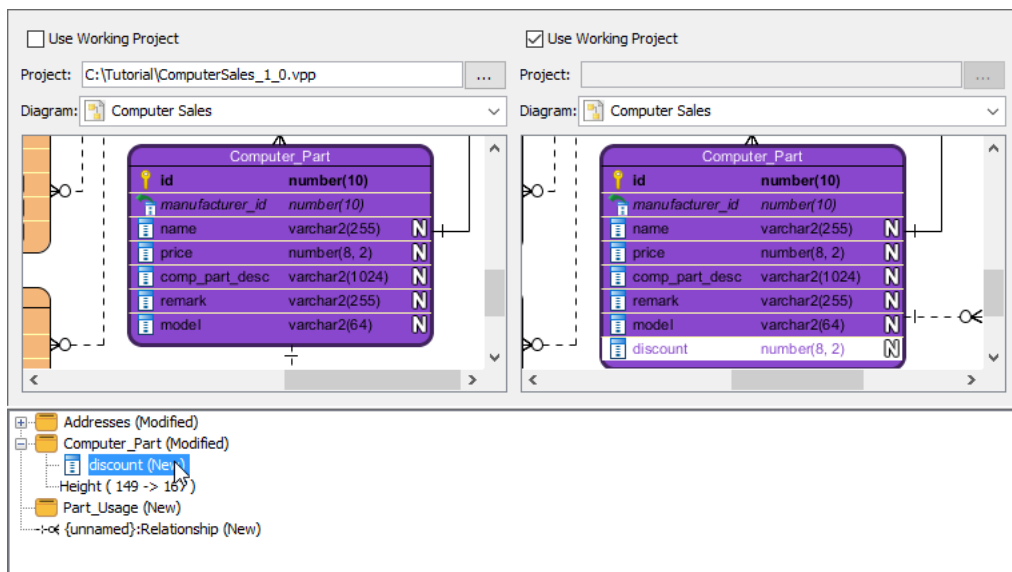 Use Working Project
Project: C:\Tutorial\ComputerSales_1_0.vpp ...
Diagram: Computer Sales
Computer_Part
id number(10)
manufacturer_id number(10)
name varchar2(255) N
price number(8, 2) N
comp_part_desc varchar2(1024) N
remark varchar2(255) N
model varchar2(64) N
Use Working Project
Project: ...
Diagram: Computer Sales
Computer_Part
id number(10)
manufacturer_id number(10)
name varchar2(255) N
price number(8, 2) N
comp_part_desc varchar2(1024) N
remark varchar2(255) N
model varchar2(64) N
discount number(8, 2) N
Addresses (Modified)
Computer_Part (Modified)
discount (New)
Height ( 149 -> 167 )
Part_Usage (New)
{unnamed}:Relationship (New)